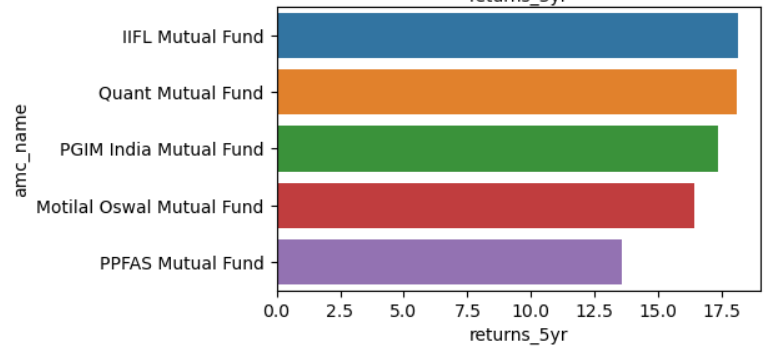 returns_5yr
IIFL Mutual Fund
Quant Mutual Fund
PGIM India Mutual Fund
Motilal Oswal Mutual Fund
PPFAS Mutual Fund
amc_name
0.0 2.5 5.0 7.5 10.0 12.5 15.0 17.5
returns_5yr